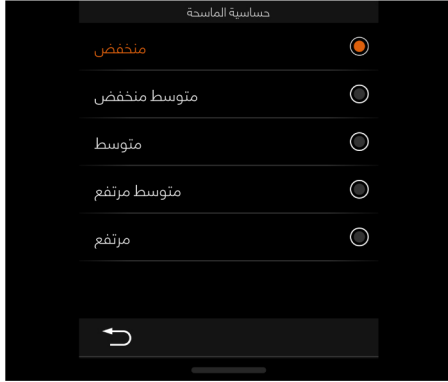 حساسية الماسحة
منخفض
متوسط منخفض
متوسط
متوسط مرتفع
مرتفع